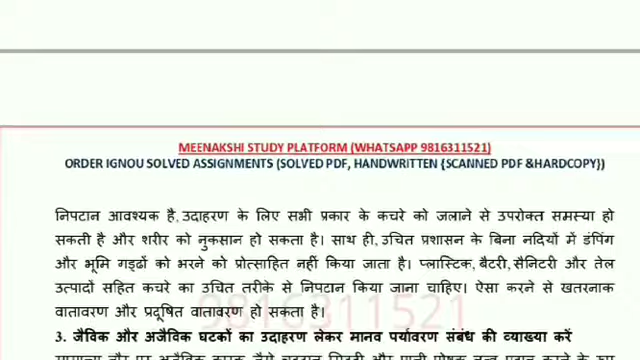 MEENAKSHI STUDY PLATFORM (WHATSAPP 9816311521)
ORDER IGNOU SOLVED ASSIGNMENTS (SOLVED PDF, HANDWRITTEN {SCANNED PDF &HARDCOPY})
निपटान आवश्यक है, उदाहरण के लिए सभी प्रकार के कचरे को जलाने से उपरोक्त समस्या हो
सकती है और शरीर को नुकसान हो सकता है। साथ ही, उचित प्रशासन के बिना नदियों में डंपिंग
और भूमि गड्ढों को भरने को प्रोत्साहित नहीं किया जाता है। प्लास्टिक, बैटरी, सैनिटरी और तेल
उत्पादों सहित कचरे का उचित तरीके से निपटान किया जाना चाहिए। ऐसा करने से खतरनाक
वातावरण और प्रदूषित वातावरण हो सकता है।
9816311521
3. जैविक और अजैविक घटकों का उदाहरण लेकर मानव पर्यावरण संबंध की व्याख्या करें